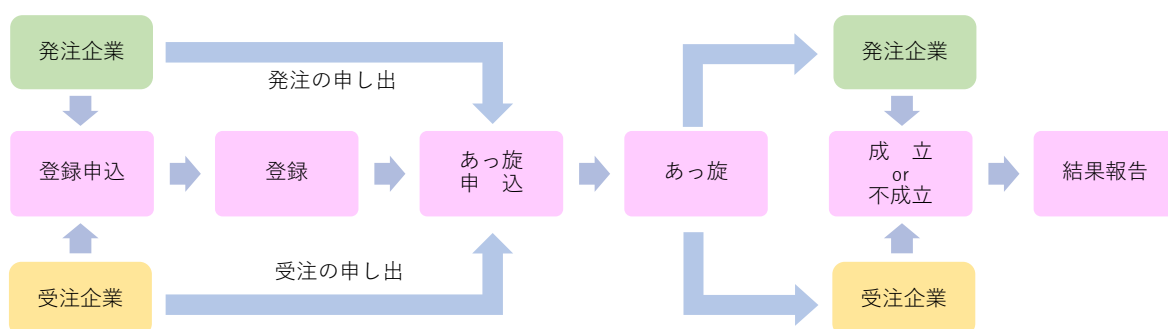 発注企業
発注の申し出
発注企業
登録申込
登録
あっ旋
申　込
あっ旋
成　立
or
不成立
結果報告
受注の申し出
受注企業
受注企業